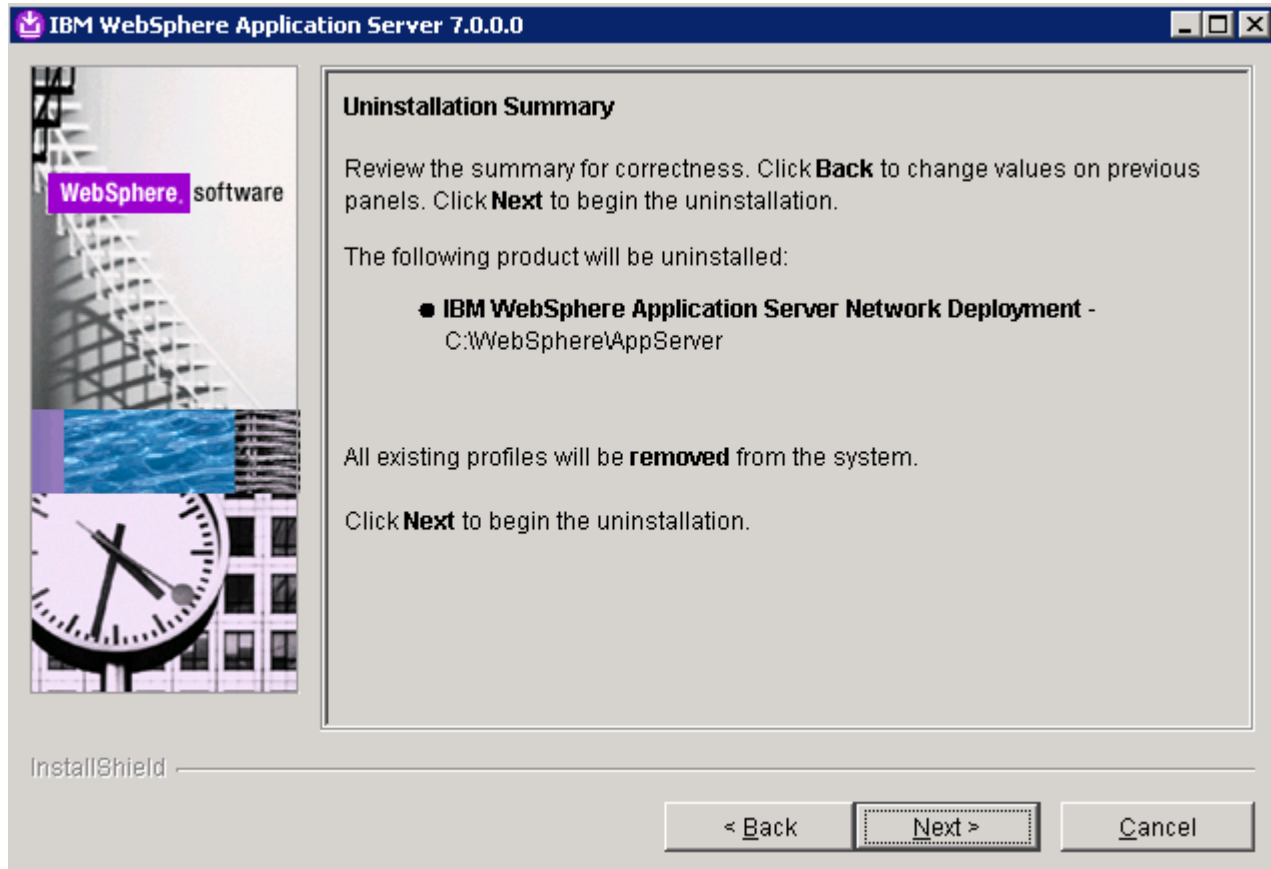 IBM WebSphere Application Server 7.0.0.0
WebSphere. software
Uninstallation Summary
Review the summary for correctness. Click Back to change values on previous
panels. Click Next to begin the uninstallation.
The following product will be uninstalled:
● IBM WebSphere Application Server Network Deployment -
C:\WebSphere\AppServer
All existing profiles will be removed from the system.
Click Next to begin the uninstallation.
InstallShield
< Back
Next >
Cancel